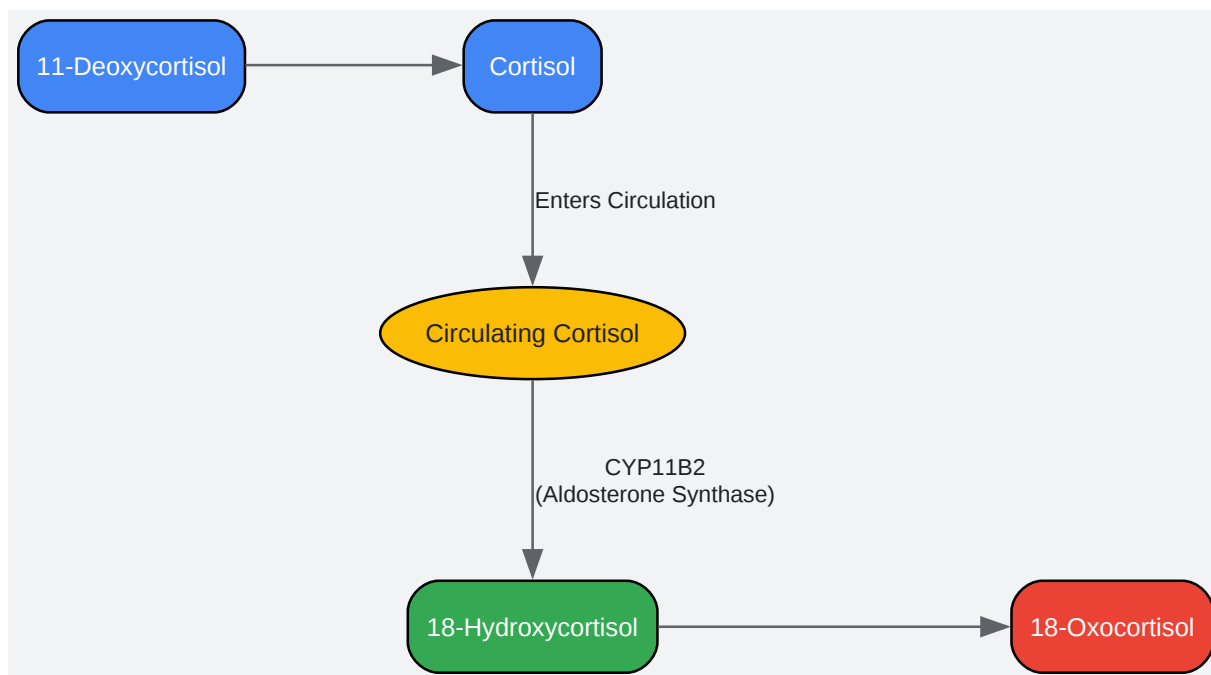 11-Deoxycortisol
Cortisol
Enters Circulation
Circulating Cortisol
CYP11B2
(Aldosterone Synthase)
18-Hydroxycortisol
18-Oxocortisol